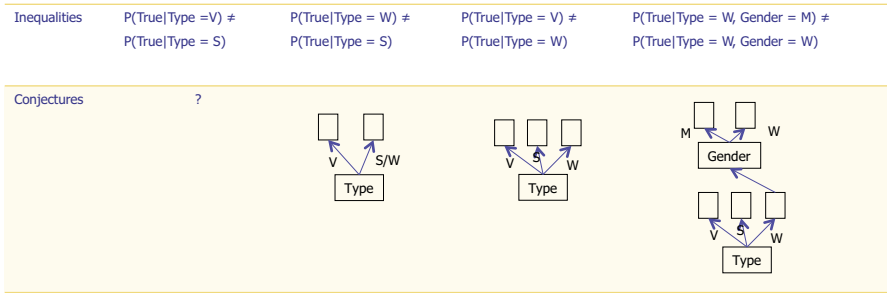 Inequalities P(True|Type =V) ≠ P(True|Type = W) ≠ P(True|Type = V) ≠ P(True|Type = W, Gender = M) ≠
P(True|Type = S) P(True|Type = S) P(True|Type = W) P(True|Type = W, Gender = W)
Conjectures ?
V S/W
Type
V S W
Type
M W
Gender
V S W
Type